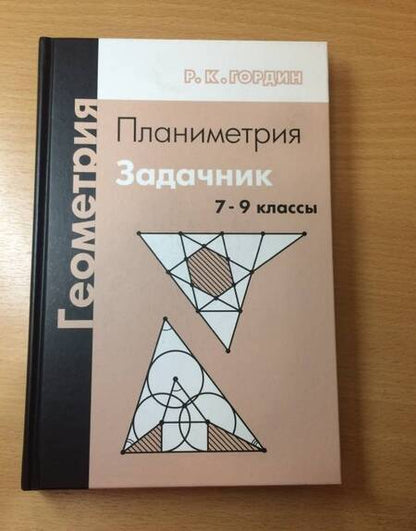 Р.К.ГОРДИН
Геометрия
Планиметрия
Задачник
7-9 классы